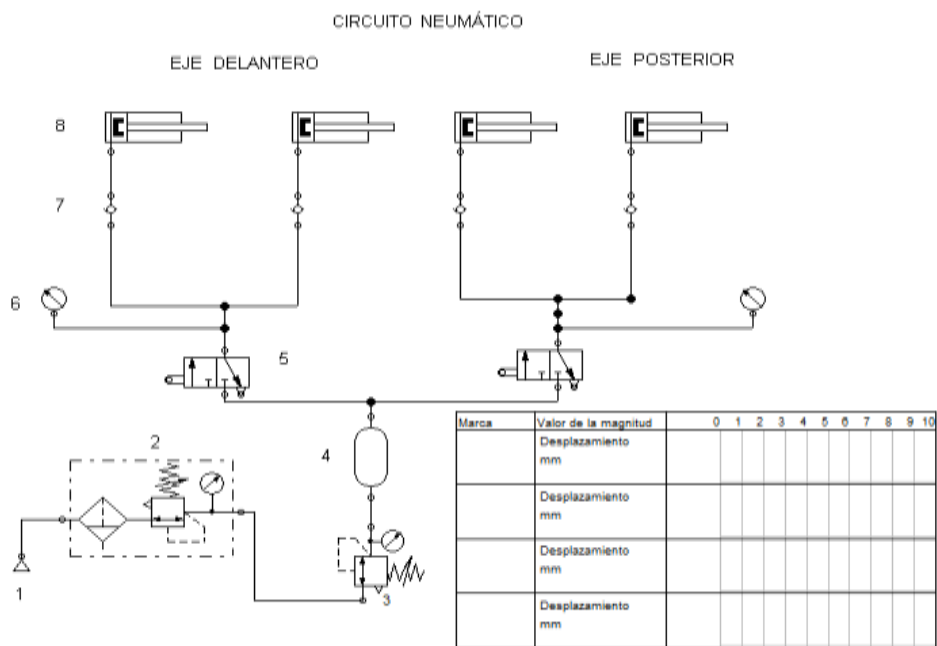 CIRCUITO NEUMÁTICO
EJE DELANTERO
EJE POSTERIOR
8
7
6
5
4
2
1
3
Marca Valor de la magnitud 0 1 2 3 4 5 6 7 8 9 10
Desplazamiento
mm
Desplazamiento
mm
Desplazamiento
mm
Desplazamiento
mm